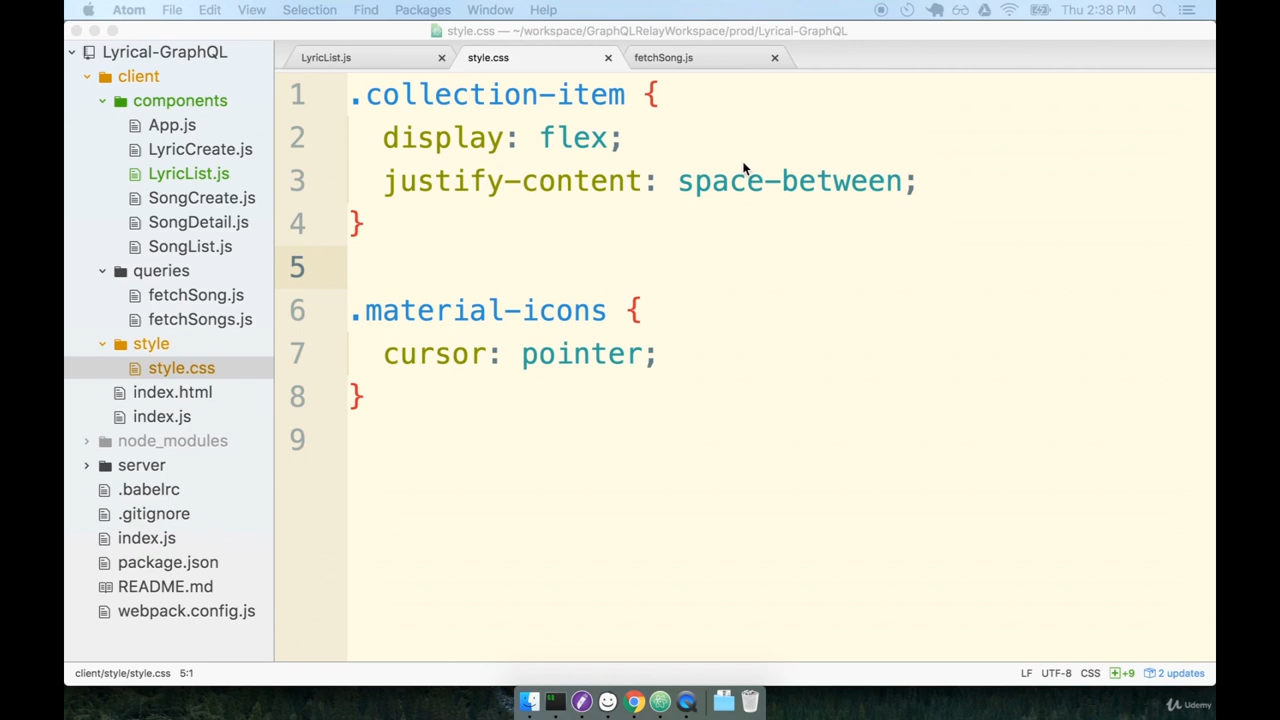 Atom File Edit View Selection Find Packages Window Help Thu 2:38 PM
style.css — ~/workspace/GraphQLRelayWorkspace/prod/Lyrical-GraphQL
Lyrical-GraphQL
client
components
App.js
LyricCreate.js
LyricList.js
SongCreate.js
SongDetail.js
SongList.js
queries
fetchSong.js
fetchSongs.js
style
style.css
index.html
index.js
node_modules
server
.babelrc
.gitignore
index.js
package.json
README.md
webpack.config.js
LyricList.js style.css fetchSong.js
1 .collection-item {
2 display: flex;
3 justify-content: space-between;
4 }
5
6 .material-icons {
7 cursor: pointer;
8 }
9
client/style/style.css 5:1 LF UTF-8 CSS +9 2 updates
Udemy